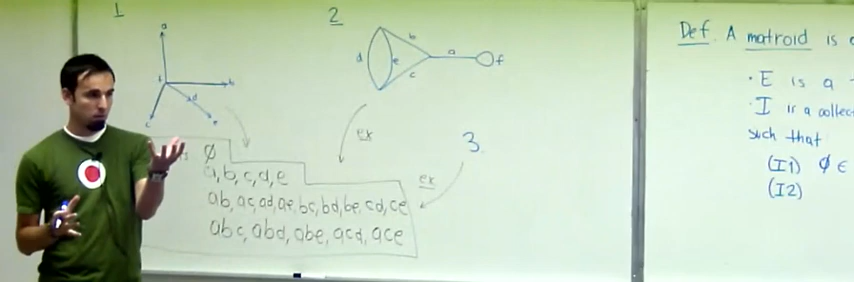 1
a
b
f
d
c
e
2
b
d
e
a
f
c
ex
3.
ex
∅
a, b, c, d, e
ab, ac, ad, ae, bc, bd, be, cd, ce
abc, abd, abe, acd, ace
Def. A matroid is
· E is a
· I is a collec
such that
(I1) ∅ ∈
(I2)